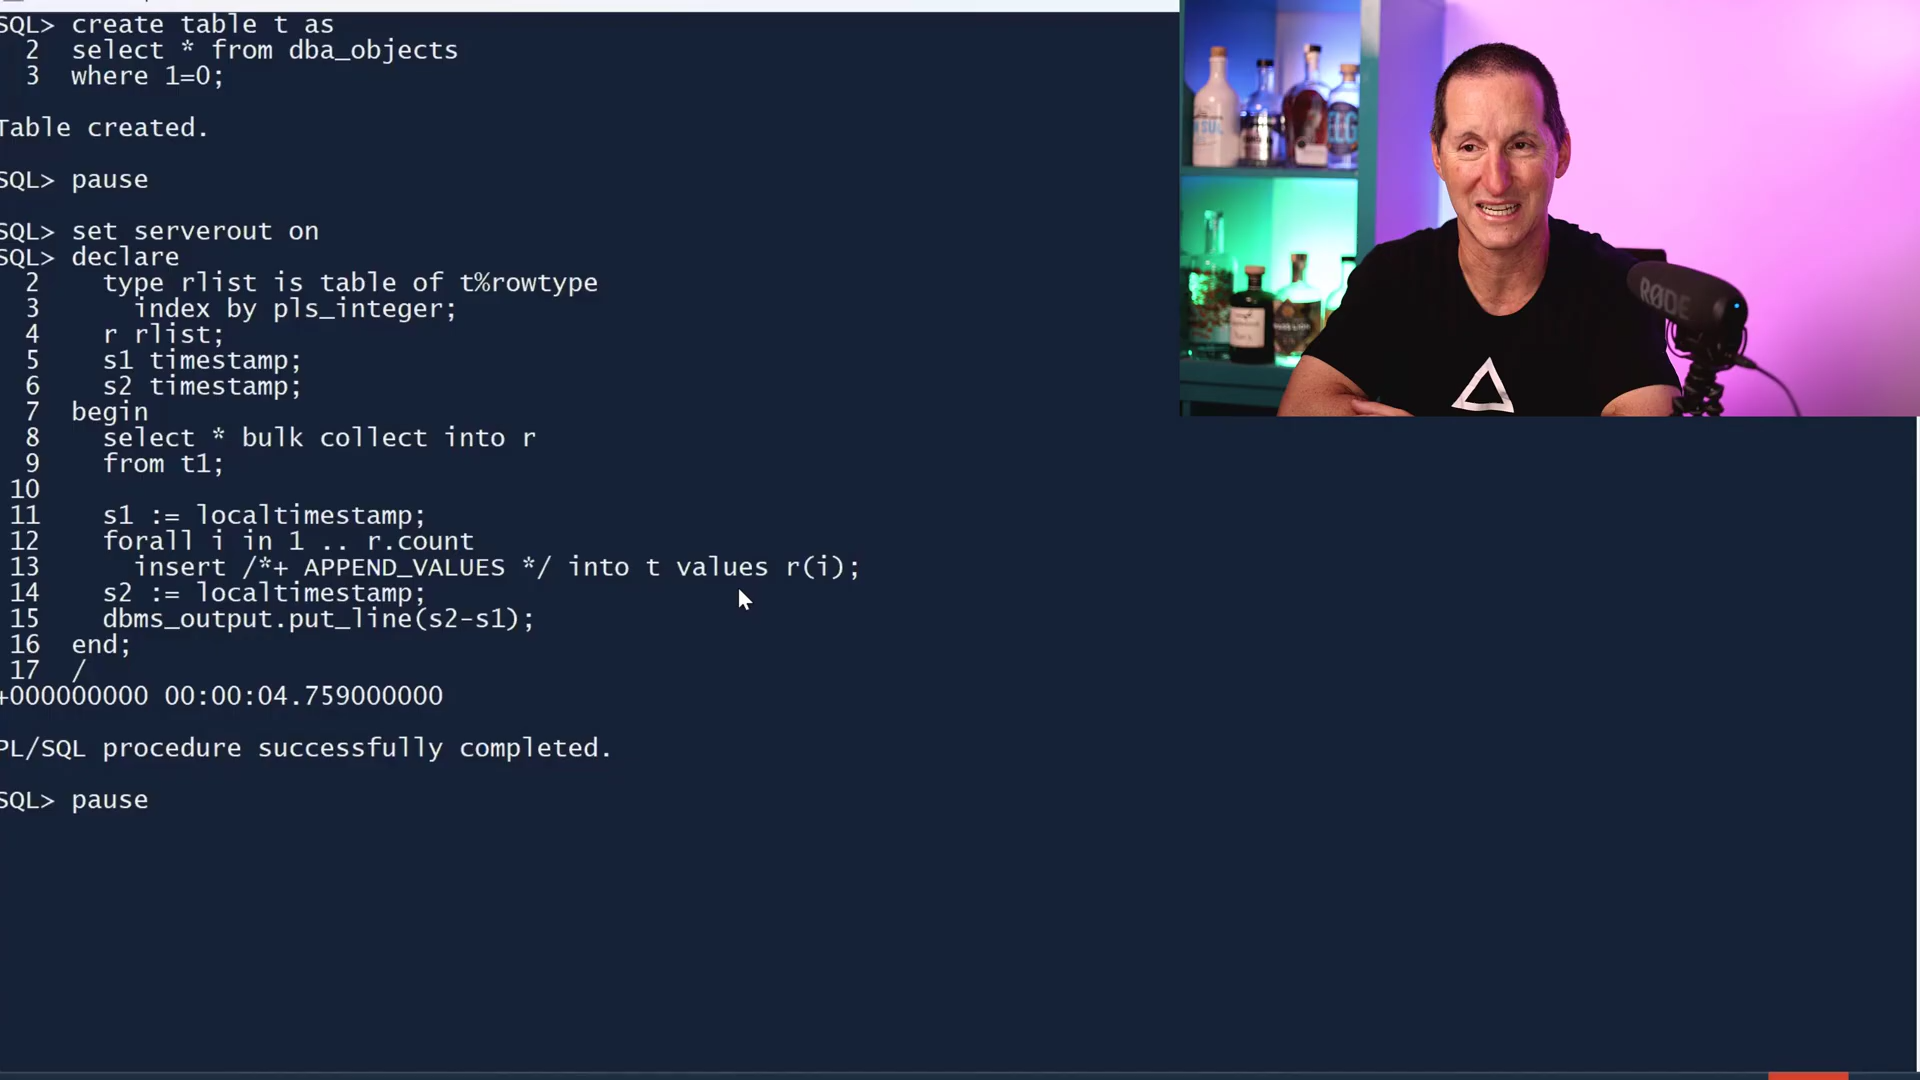 SQL> create table t as
2 select * from dba_objects
3 where 1=0;
Table created.
SQL> pause
SQL> set serverout on
SQL> declare
2 type rlist is table of t%rowtype
3 index by pls_integer;
4 r rlist;
5 s1 timestamp;
6 s2 timestamp;
7 begin
8 select * bulk collect into r
9 from t1;
10
11 s1 := localtimestamp;
12 forall i in 1 .. r.count
13 insert /*+ APPEND_VALUES */ into t values r(i);
14 s2 := localtimestamp;
15 dbms_output.put_line(s2-s1);
16 end;
17 /
+000000000 00:00:04.759000000
PL/SQL procedure successfully completed.
SQL> pause
RØDE